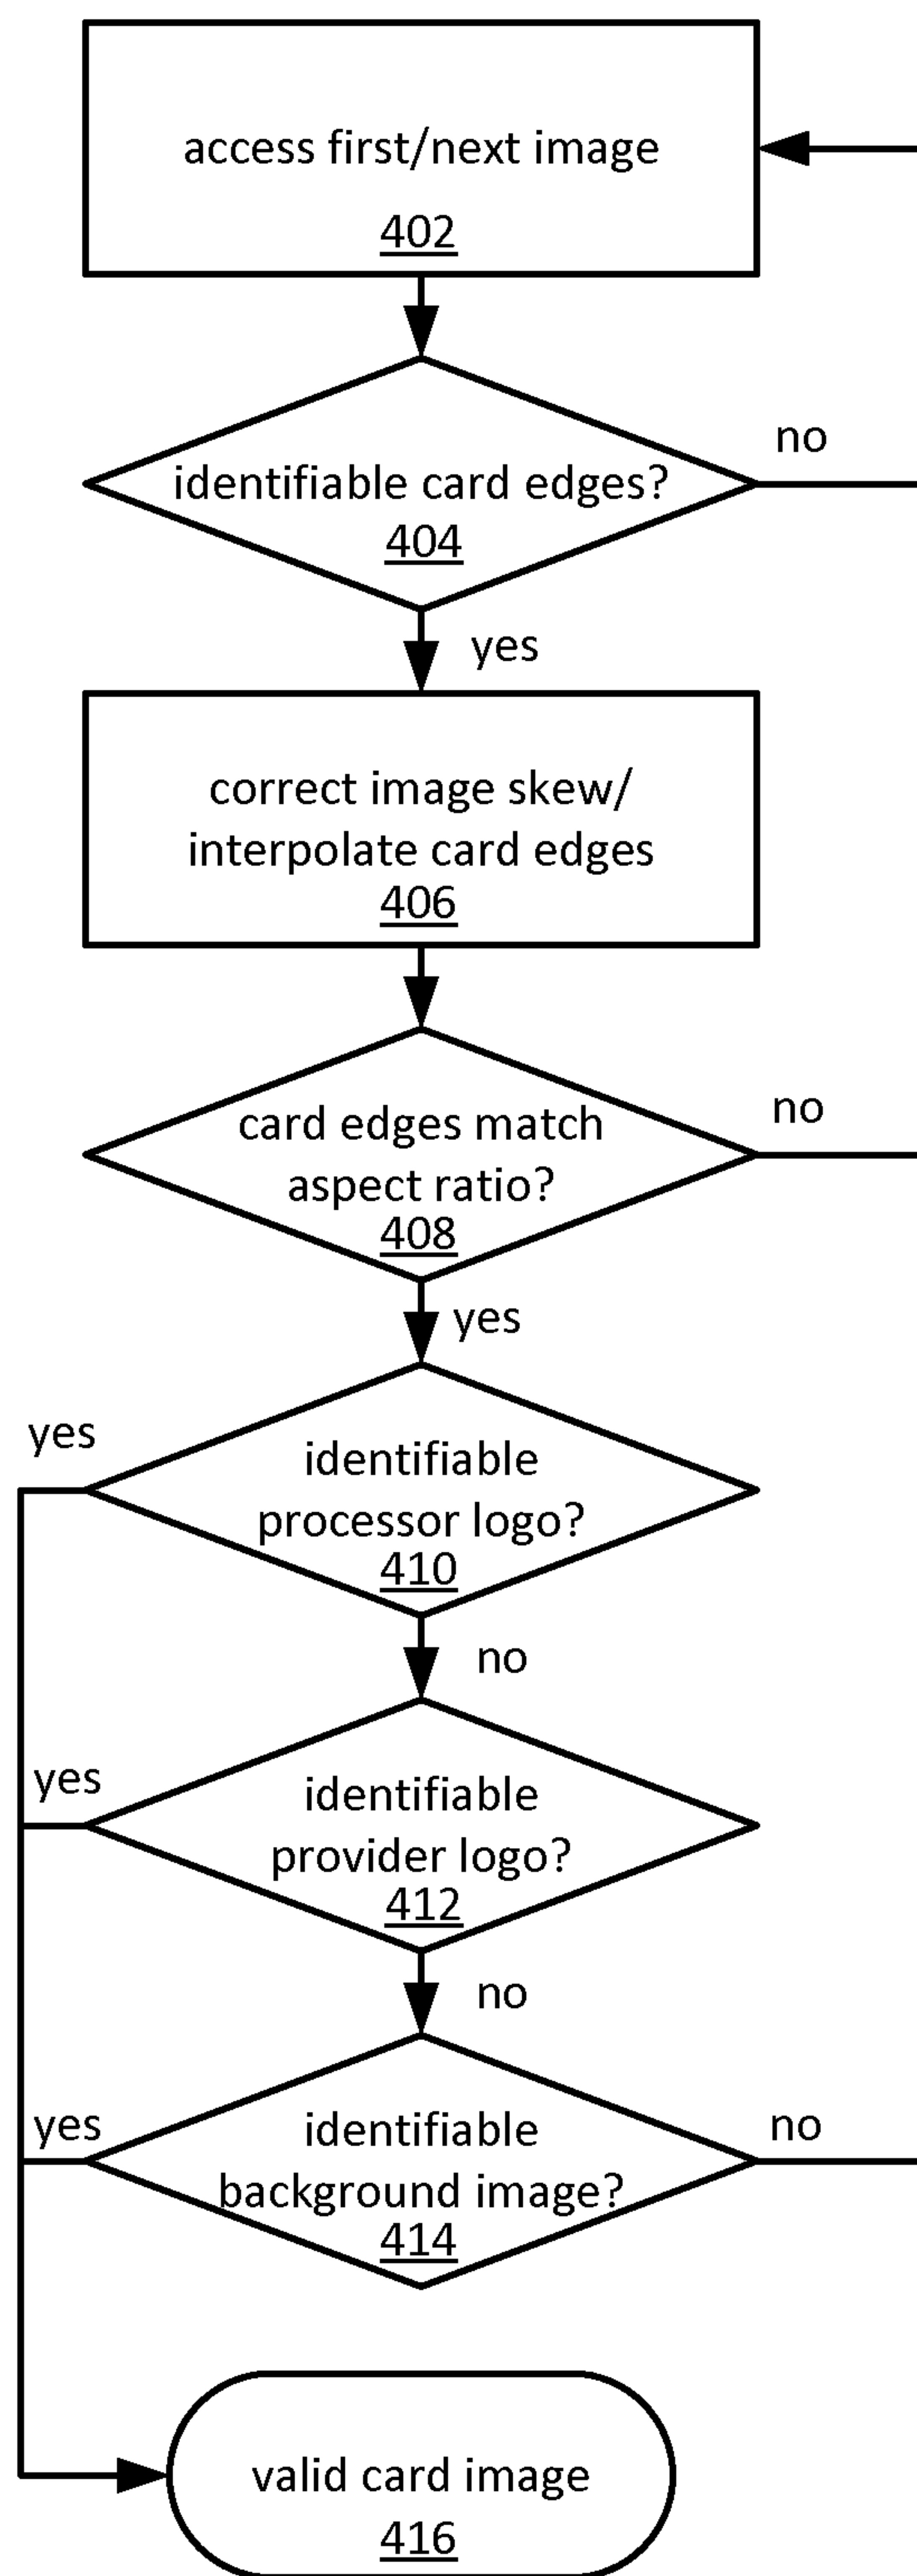 access first/next image
402
no
identifiable card edges?
404
yes
correct image skew/
interpolate card edges
406
no
card edges match
aspect ratio?
408
yes
yes
identifiable
processor logo?
410
no
yes
identifiable
provider logo?
412
no
yes
identifiable
no
background image?
414
valid card image
416